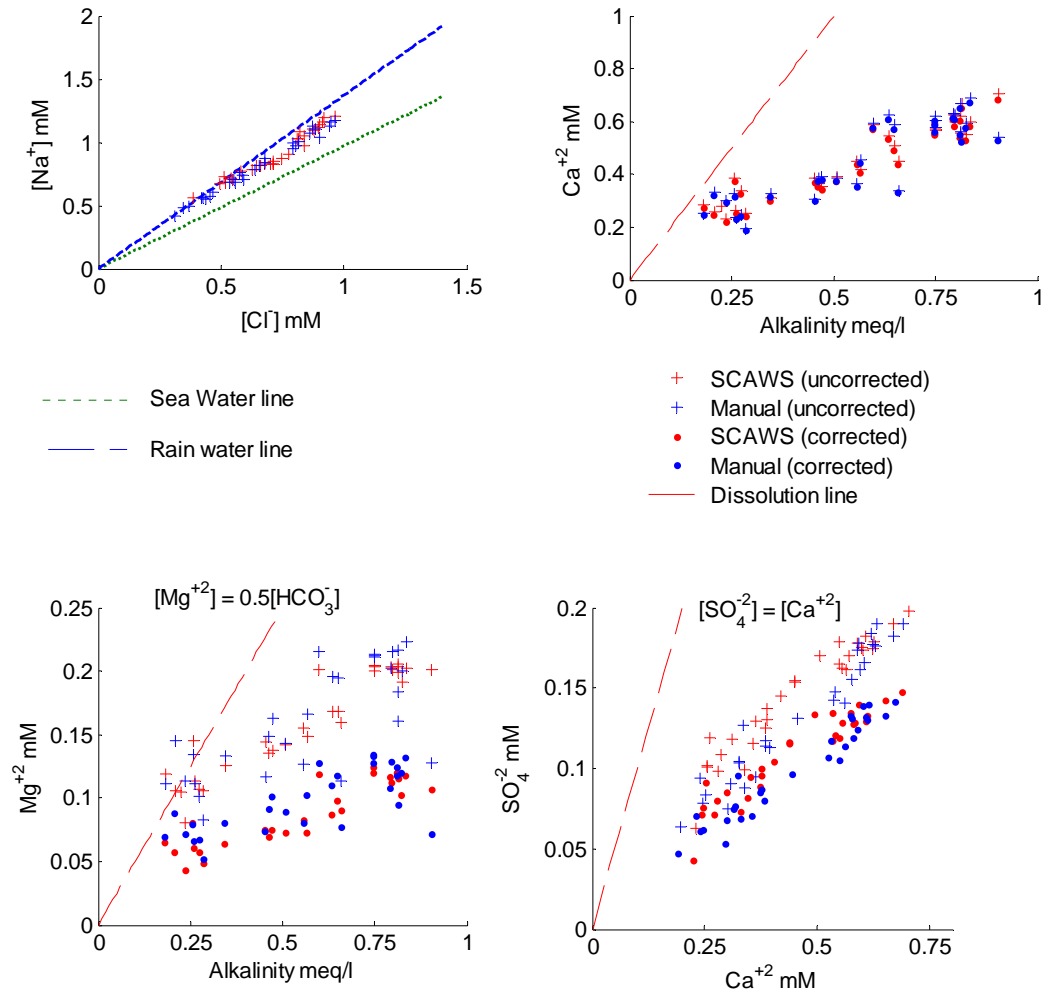 2
1.5
1
0.5
0
0
0.5
1
1.5
[Na⁺] mM
[Cl⁻] mM
1
0.8
0.6
0.4
0.2
0
0
0.25
0.5
0.75
1
Ca⁺² mM
Alkalinity meq/l
Sea Water line
Rain water line
SCAWS (uncorrected)
Manual (uncorrected)
SCAWS (corrected)
Manual (corrected)
Dissolution line
[Mg⁺²] = 0.5[HCO₃⁻]
0.25
0.2
0.15
0.1
0.05
0
0
0.25
0.5
0.75
1
Mg⁺² mM
Alkalinity meq/l
[SO₄⁻²] = [Ca⁺²]
0.2
0.15
0.1
0.05
0
0
0.25
0.5
0.75
SO₄⁻² mM
Ca⁺² mM